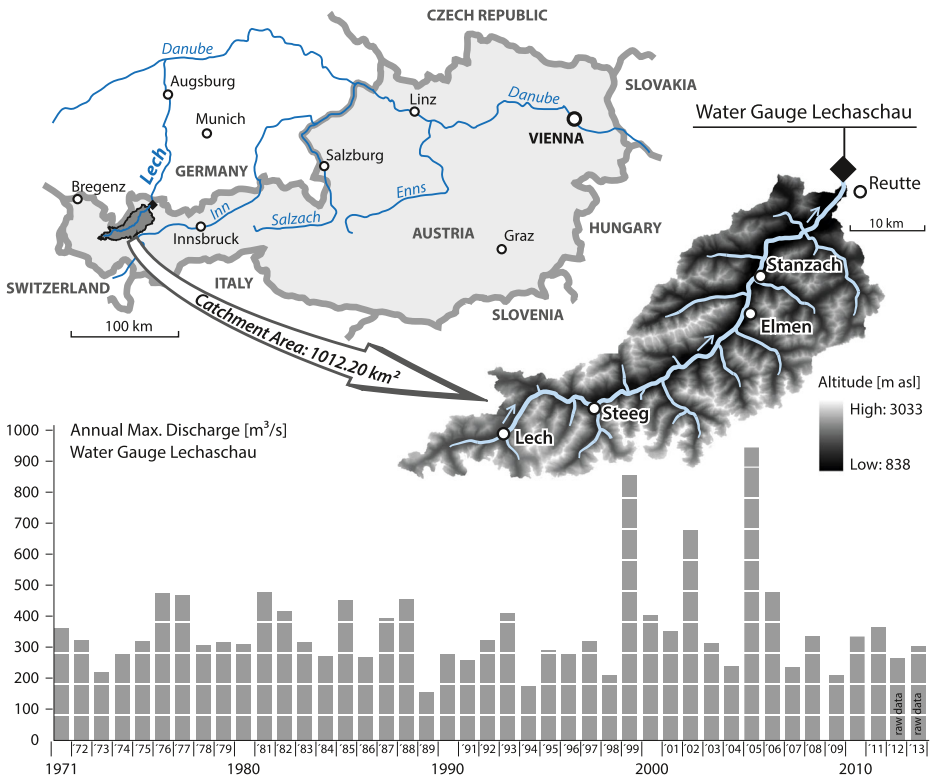 CZECH REPUBLIC
Danube
SLOVAKIA
Augsburg
Linz
Danube
Munich
VIENNA
Lech
GERMANY
Salzburg
Bregenz
Inn
Enns
Salzach
Innsbruck
AUSTRIA
Graz
HUNGARY
SWITZERLAND
ITALY
SLOVENIA
100 km
Catchment Area: 1012.20 km²
Water Gauge Lechaschau
Reutte
10 km
Stanzach
Elmen
Steeg
Lech
Altitude [m asl]
High: 3033
Low: 838
Annual Max. Discharge [m³/s]
Water Gauge Lechaschau
1000
900
800
700
600
500
400
300
200
100
0
raw data
raw data
'72 '73 '74 '75 '76 '77 '78 '79 '81 '82 '83 '84 '85 '86 '87 '88 '89 '91 '92 '93 '94 '95 '96 '97 '98 '99 '01 '02 '03 '04 '05 '06 '07 '08 '09 '11 '12 '13
1971 1980 1990 2000 2010